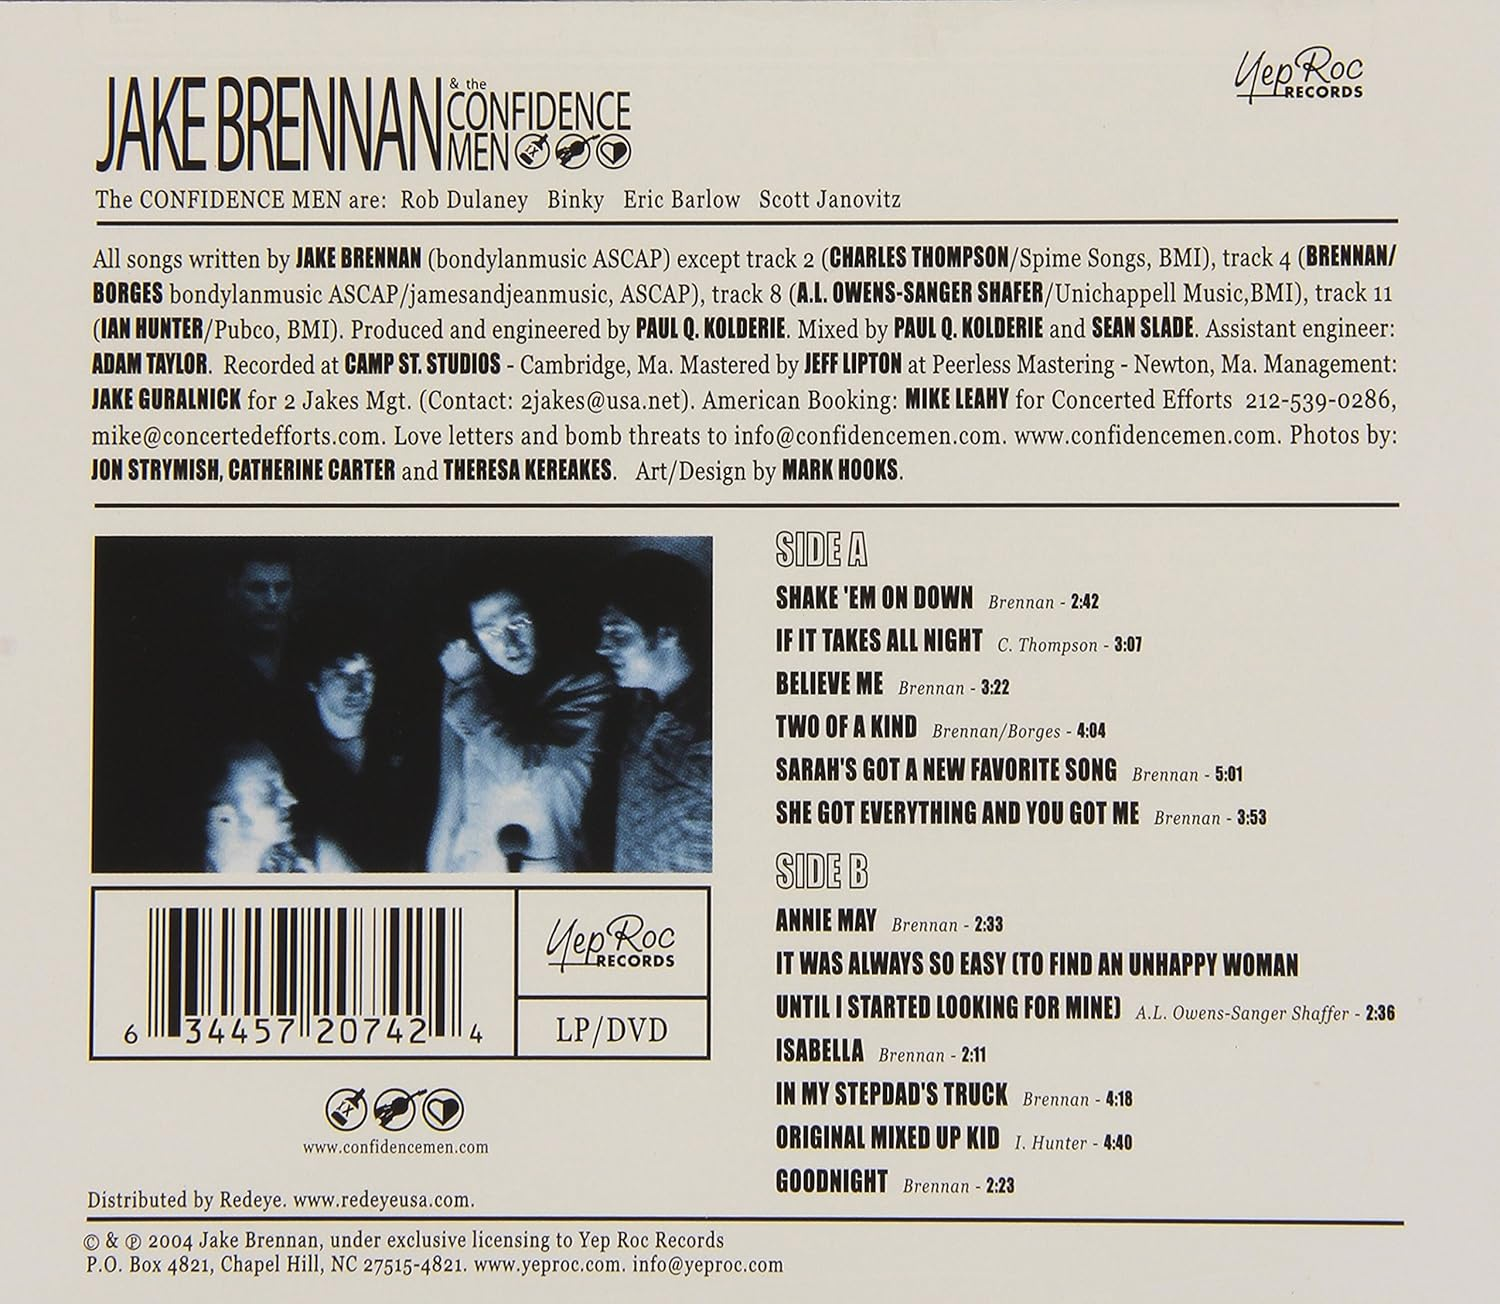 Yep Roc
RECORDS
JAKE BRENNAN & the CONFIDENCE MEN
IX
The CONFIDENCE MEN are: Rob Dulaney Binky Eric Barlow Scott Janovitz
All songs written by JAKE BRENNAN (bondylanmusic ASCAP) except track 2 (CHARLES THOMPSON/Spime Songs, BMI), track 4 (BRENNAN/
BORGES bondylanmusic ASCAP/jamesandjeanmusic, ASCAP), track 8 (A.L. OWENS-SANGER SHAFER/Unichappell Music,BMI), track 11
(IAN HUNTER/Pubco, BMI). Produced and engineered by PAUL Q. KOLDERIE. Mixed by PAUL Q. KOLDERIE and SEAN SLADE. Assistant engineer:
ADAM TAYLOR. Recorded at CAMP ST. STUDIOS - Cambridge, Ma. Mastered by JEFF LIPTON at Peerless Mastering - Newton, Ma. Management:
JAKE GURALNICK for 2 Jakes Mgt. (Contact: 2jakes@usa.net). American Booking: MIKE LEAHY for Concerted Efforts 212-539-0286,
mike@concertedefforts.com. Love letters and bomb threats to info@confidencemen.com. www.confidencemen.com. Photos by:
JON STRYMISH, CATHERINE CARTER and THERESA KEREAKES. Art/Design by MARK HOOKS.
SIDE A
SHAKE 'EM ON DOWN Brennan - 2:42
IF IT TAKES ALL NIGHT C. Thompson - 3:07
BELIEVE ME Brennan - 3:22
TWO OF A KIND Brennan/Borges - 4:04
SARAH'S GOT A NEW FAVORITE SONG Brennan - 5:01
SHE GOT EVERYTHING AND YOU GOT ME Brennan - 3:53
SIDE B
ANNIE MAY Brennan - 2:33
IT WAS ALWAYS SO EASY (TO FIND AN UNHAPPY WOMAN
UNTIL I STARTED LOOKING FOR MINE) A.L. Owens-Sanger Shaffer - 2:36
ISABELLA Brennan - 2:11
IN MY STEPDAD'S TRUCK Brennan - 4:18
ORIGINAL MIXED UP KID I. Hunter - 4:40
GOODNIGHT Brennan - 2:23
6 34457 20742 4
Yep Roc
RECORDS
LP/DVD
IX
www.confidencemen.com
Distributed by Redeye. www.redeyeusa.com.
© & ℗ 2004 Jake Brennan, under exclusive licensing to Yep Roc Records
P.O. Box 4821, Chapel Hill, NC 27515-4821. www.yeproc.com. info@yeproc.com